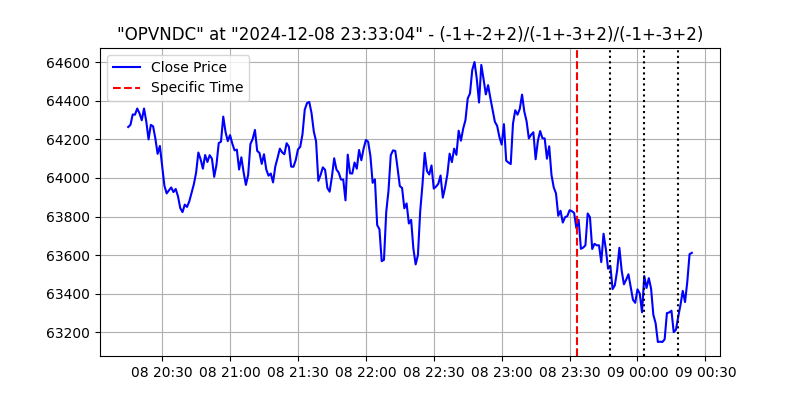 "OPVNDC" at "2024-12-08 23:33:04" - (-1+-2+2)/(-1+-3+2)/(-1+-3+2)
Close Price
Specific Time
64600
64400
64200
64000
63800
63600
63400
63200
08 20:30 08 21:00 08 21:30 08 22:00 08 22:30 08 23:00 08 23:30 09 00:00 09 00:30